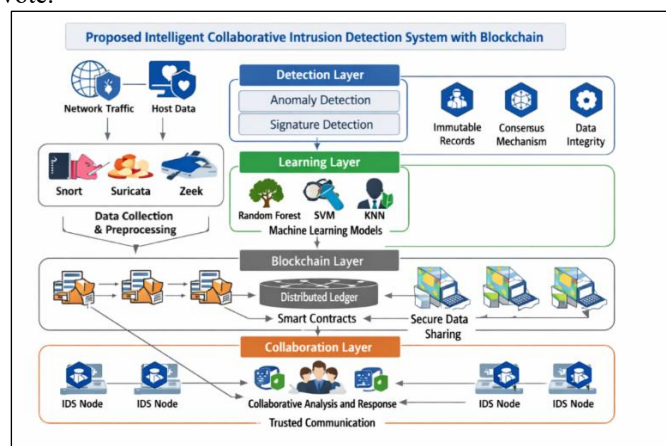 vote.
Proposed Intelligent Collaborative Intrusion Detection System with Blockchain
Network Traffic
Host Data
Detection Layer
Anomaly Detection
Signature Detection
Immutable
Records
Consensus
Mechanism
Data
Integrity
Snort
Suricata
Zeek
Data Collection
& Preprocessing
Learning Layer
Random Forest
SVM
KNN
Machine Learning Models
Blockchain Layer
Distributed Ledger
Smart Contracts
Secure Data
Sharing
Collaboration Layer
IDS Node
IDS Node
Collaborative Analysis and Response
IDS Node
IDS Node
Trusted Communication